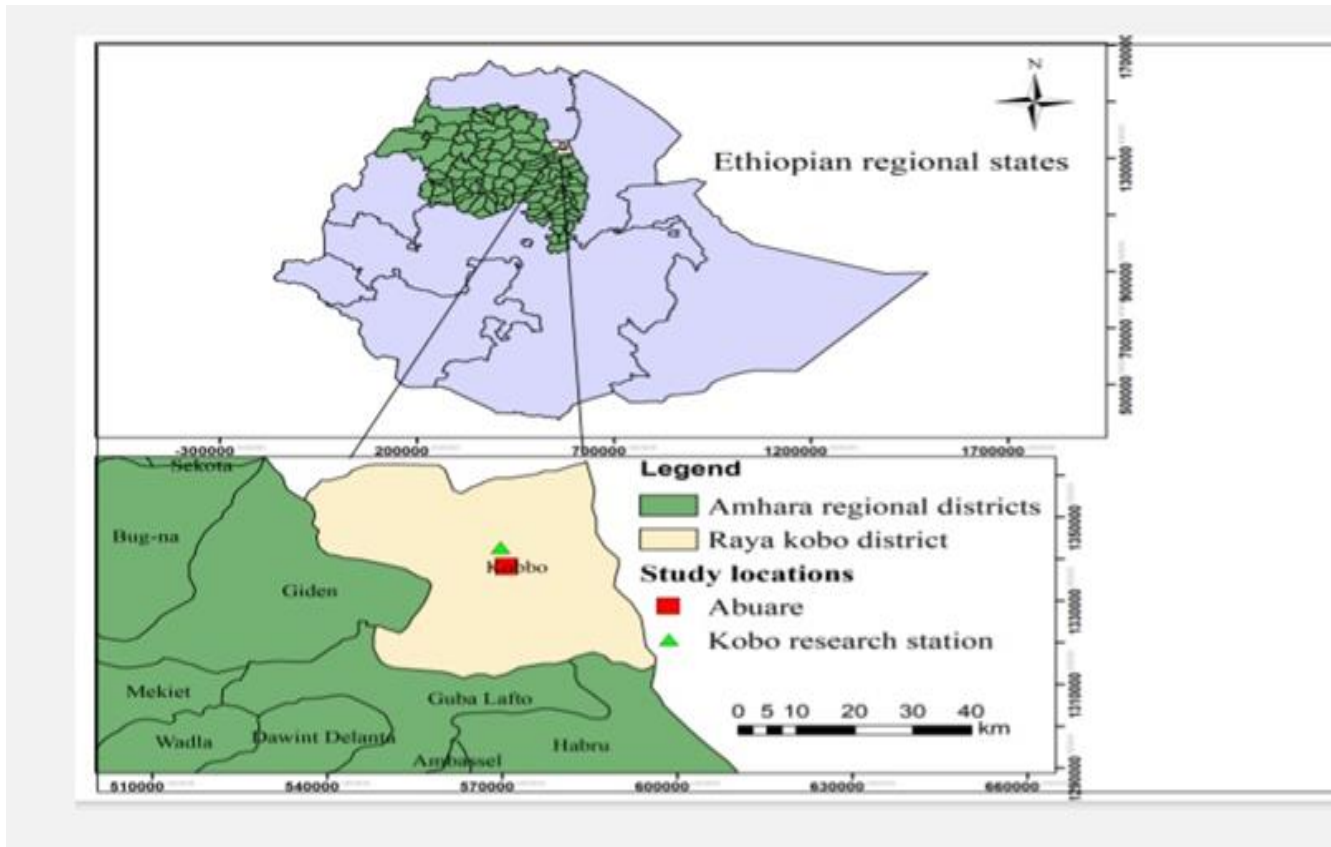 N
Ethiopian regional states
1700000
1300000
900000
700000
500000
-300000 200000 700000 1200000 1700000
Sekota
Bug-na
Giden
Kobbo
Mekiet
Guba Lafto
Wadla
Dawint Delanta
Habru
Ambassel
Legend
Amhara regional districts
Raya kobo district
Study locations
Abuare
Kobo research station
0 5 10 20 30 40
km
1350000
1330000
1310000
1290000
510000 540000 570000 600000 630000 660000